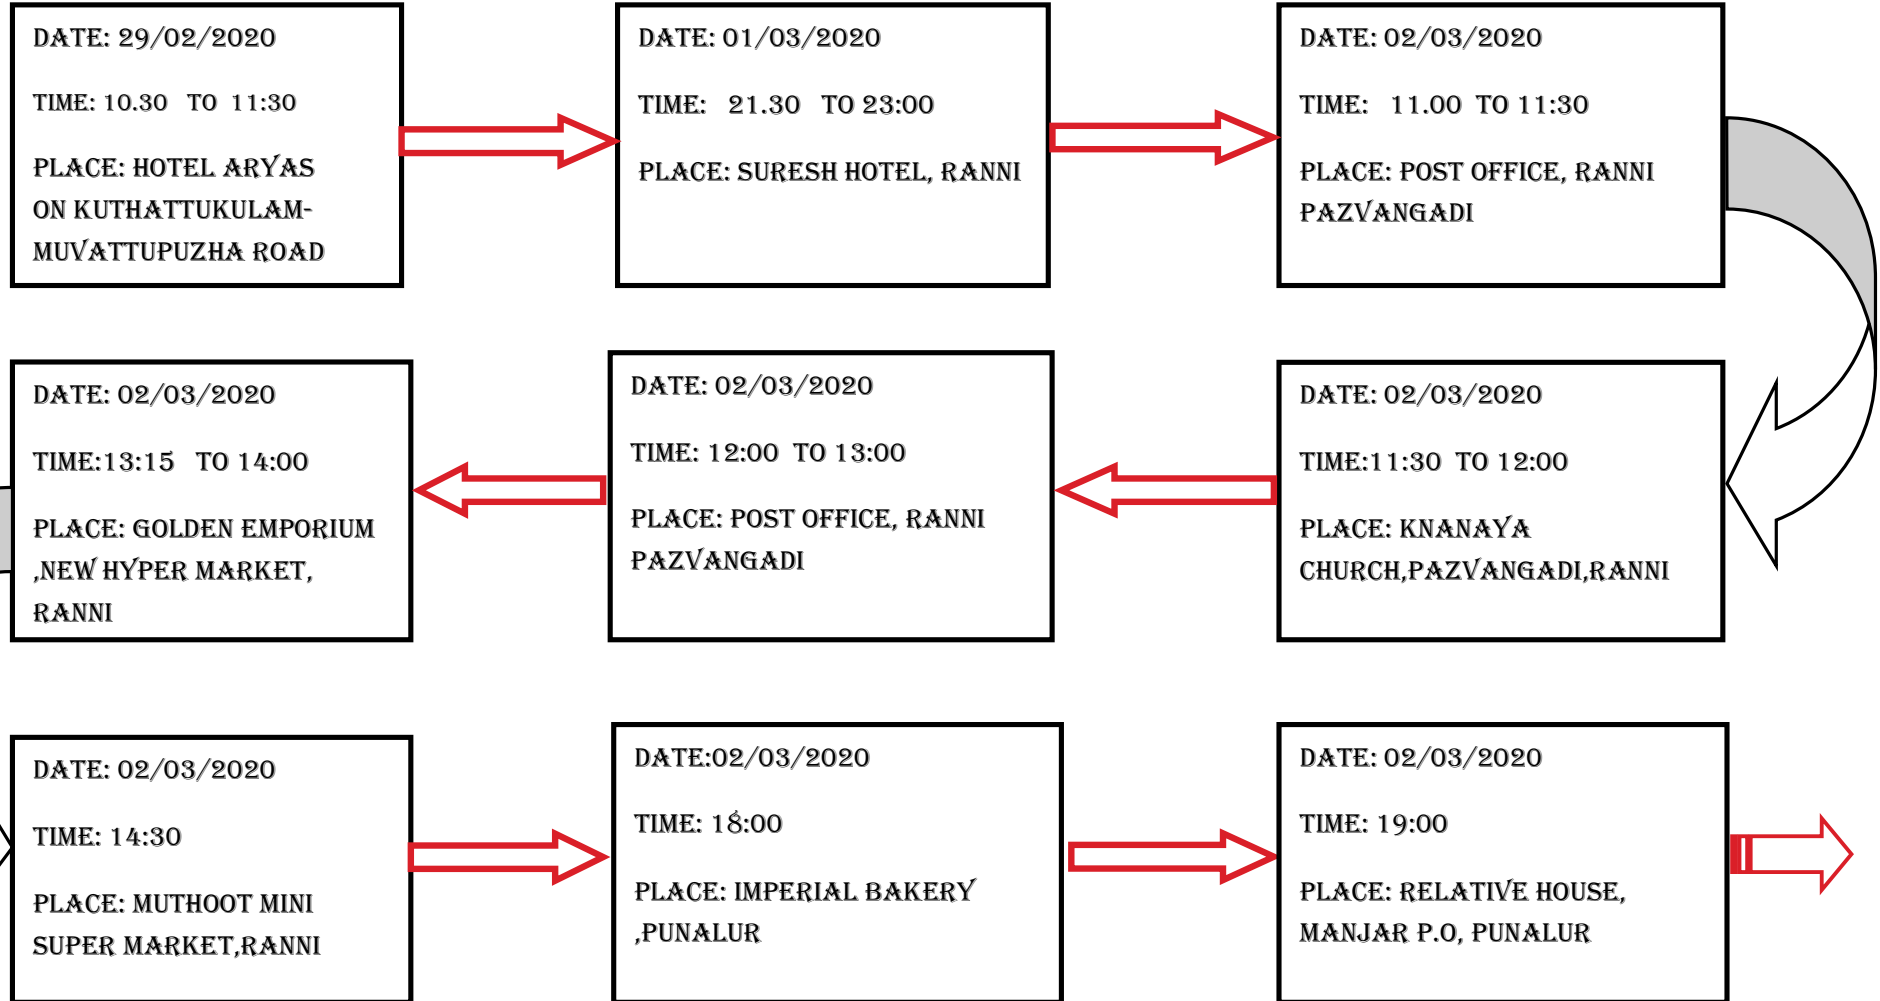 DATE: 29/02/2020
TIME: 10.30 TO 11:30
PLACE: HOTEL ARYAS
ON KUTHATTUKULAM-
MUVATTUPUZHA ROAD
DATE: 01/03/2020
TIME: 21.30 TO 23:00
PLACE: SURESH HOTEL, RANNI
DATE: 02/03/2020
TIME: 11.00 TO 11:30
PLACE: POST OFFICE, RANNI
PAZVANGADI
DATE: 02/03/2020
TIME:11:30 TO 12:00
PLACE: KNANAYA
CHURCH,PAZVANGADI,RANNI
DATE: 02/03/2020
TIME: 12:00 TO 13:00
PLACE: POST OFFICE, RANNI
PAZVANGADI
DATE: 02/03/2020
TIME:13:15 TO 14:00
PLACE: GOLDEN EMPORIUM
,NEW HYPER MARKET,
RANNI
DATE: 02/03/2020
TIME: 14:30
PLACE: MUTHOOT MINI
SUPER MARKET,RANNI
DATE:02/03/2020
TIME: 18:00
PLACE: IMPERIAL BAKERY
,PUNALUR
DATE: 02/03/2020
TIME: 19:00
PLACE: RELATIVE HOUSE,
MANJAR P.O, PUNALUR